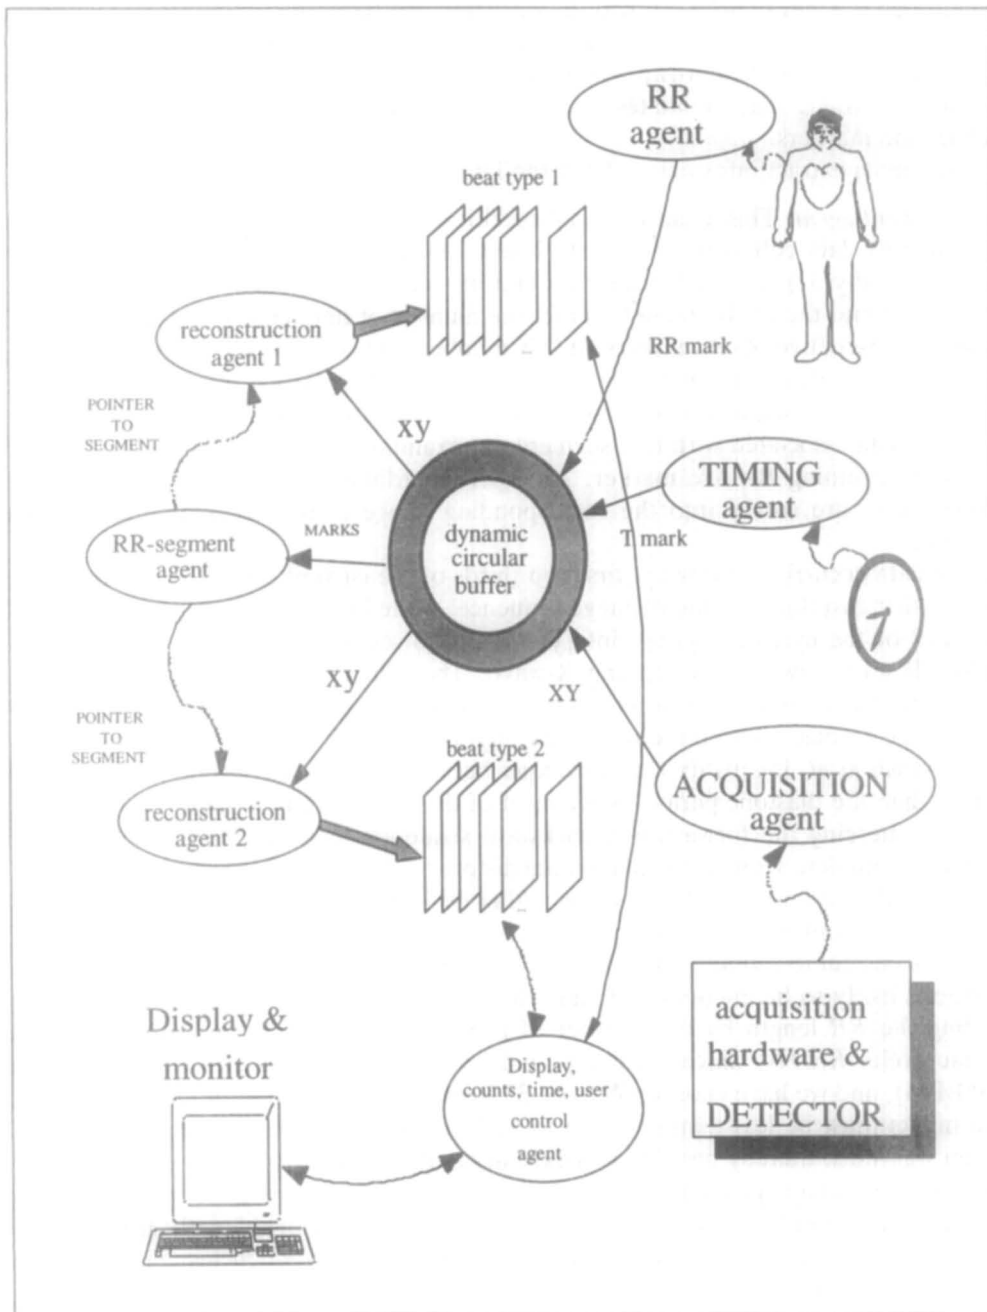 RR
agent
beat type 1
reconstruction
agent 1
RR mark
POINTER
TO
SEGMENT
xy
TIMING
agent
RR-segment
agent
MARKS
dynamic
circular
buffer
T mark
xy
XY
POINTER
TO
SEGMENT
beat type 2
ACQUISITION
agent
reconstruction
agent 2
acquisition
hardware &
DETECTOR
Display &
monitor
Display,
counts, time, user
control
agent